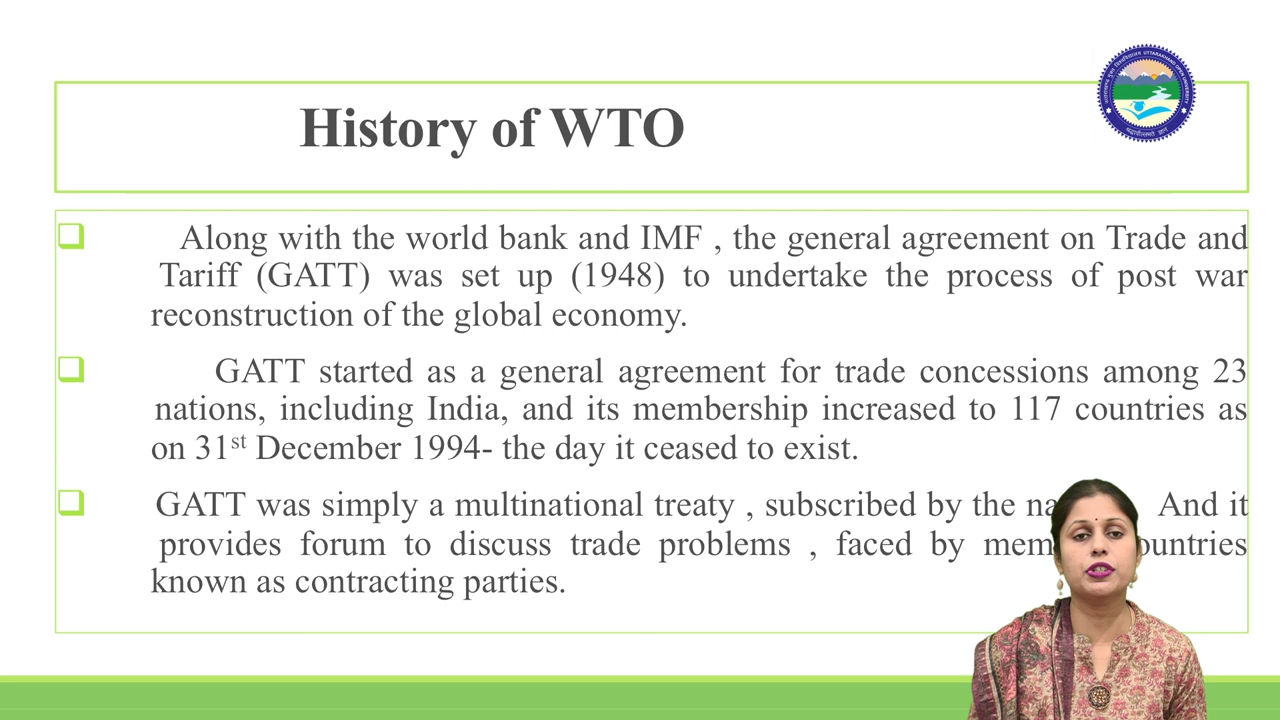 History of WTO
UTTARAKHAND OPEN UNIVERSITY
Along with the world bank and IMF , the general agreement on Trade and
Tariff (GATT) was set up (1948) to undertake the process of post war
reconstruction of the global economy.
GATT started as a general agreement for trade concessions among 23
nations, including India, and its membership increased to 117 countries as
on 31st December 1994- the day it ceased to exist.
GATT was simply a multinational treaty , subscribed by the And it
provides forum to discuss trade problems , faced by
known as contracting parties.